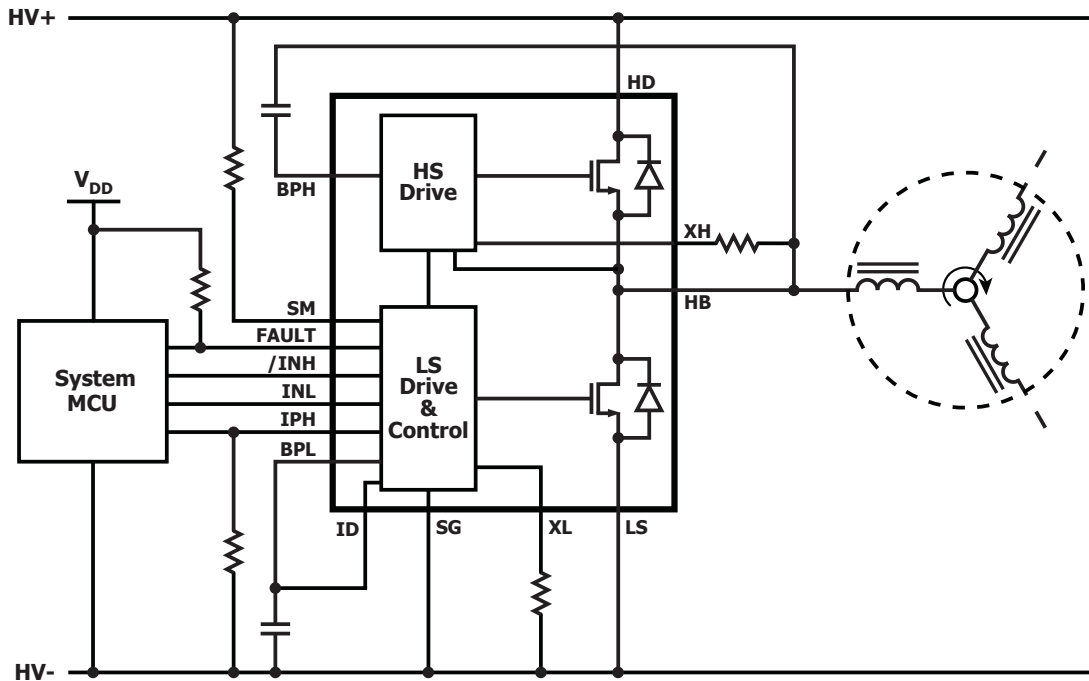 HV+
HD
HS
Drive
BPH
V_DD
XH
SM
HB
FAULT
/INH
LS
Drive
&
Control
System
MCU
INL
IPH
BPL
ID
SG
XL
LS
HV-